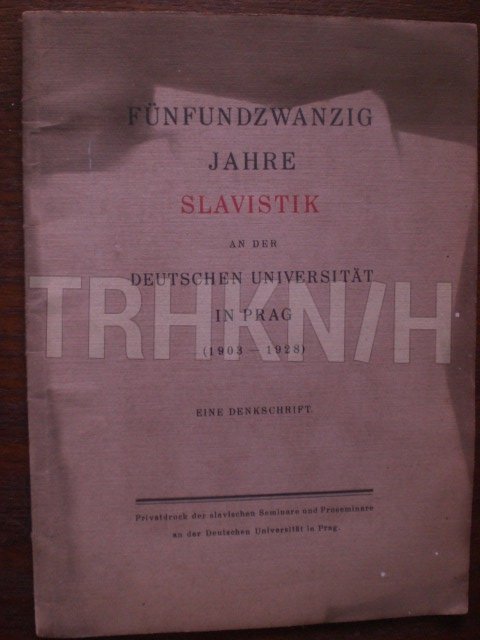 FÜNFUNDZWANZIG
JAHRE
SLAVISTIK
AN DER
DEUTSCHEN UNIVERSITÄT
TRHKN/H
IN PRAG
(1903 — 1928)
EINE DENKSCHRIFT.
Privatdruck der slavischen Seminare und Proseminare
an der Deutschen Universität in Prag.